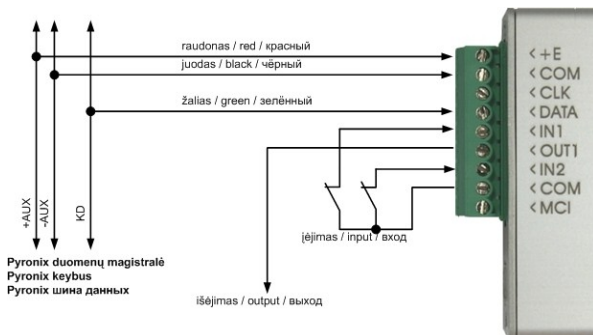 raudonas / red / красный
juodas / black / чёрный
žalias / green / зелённый
<+E
<COM
<CLK
<DATA
<IN1
<OUT1
<IN2
<COM
<MCI
+AUX
-AUX
KD
įėjimas / input / вход
išėjimas / output / выход
Pyronix duomenų magistralė
Pyronix keybus
Pyronix шина данных